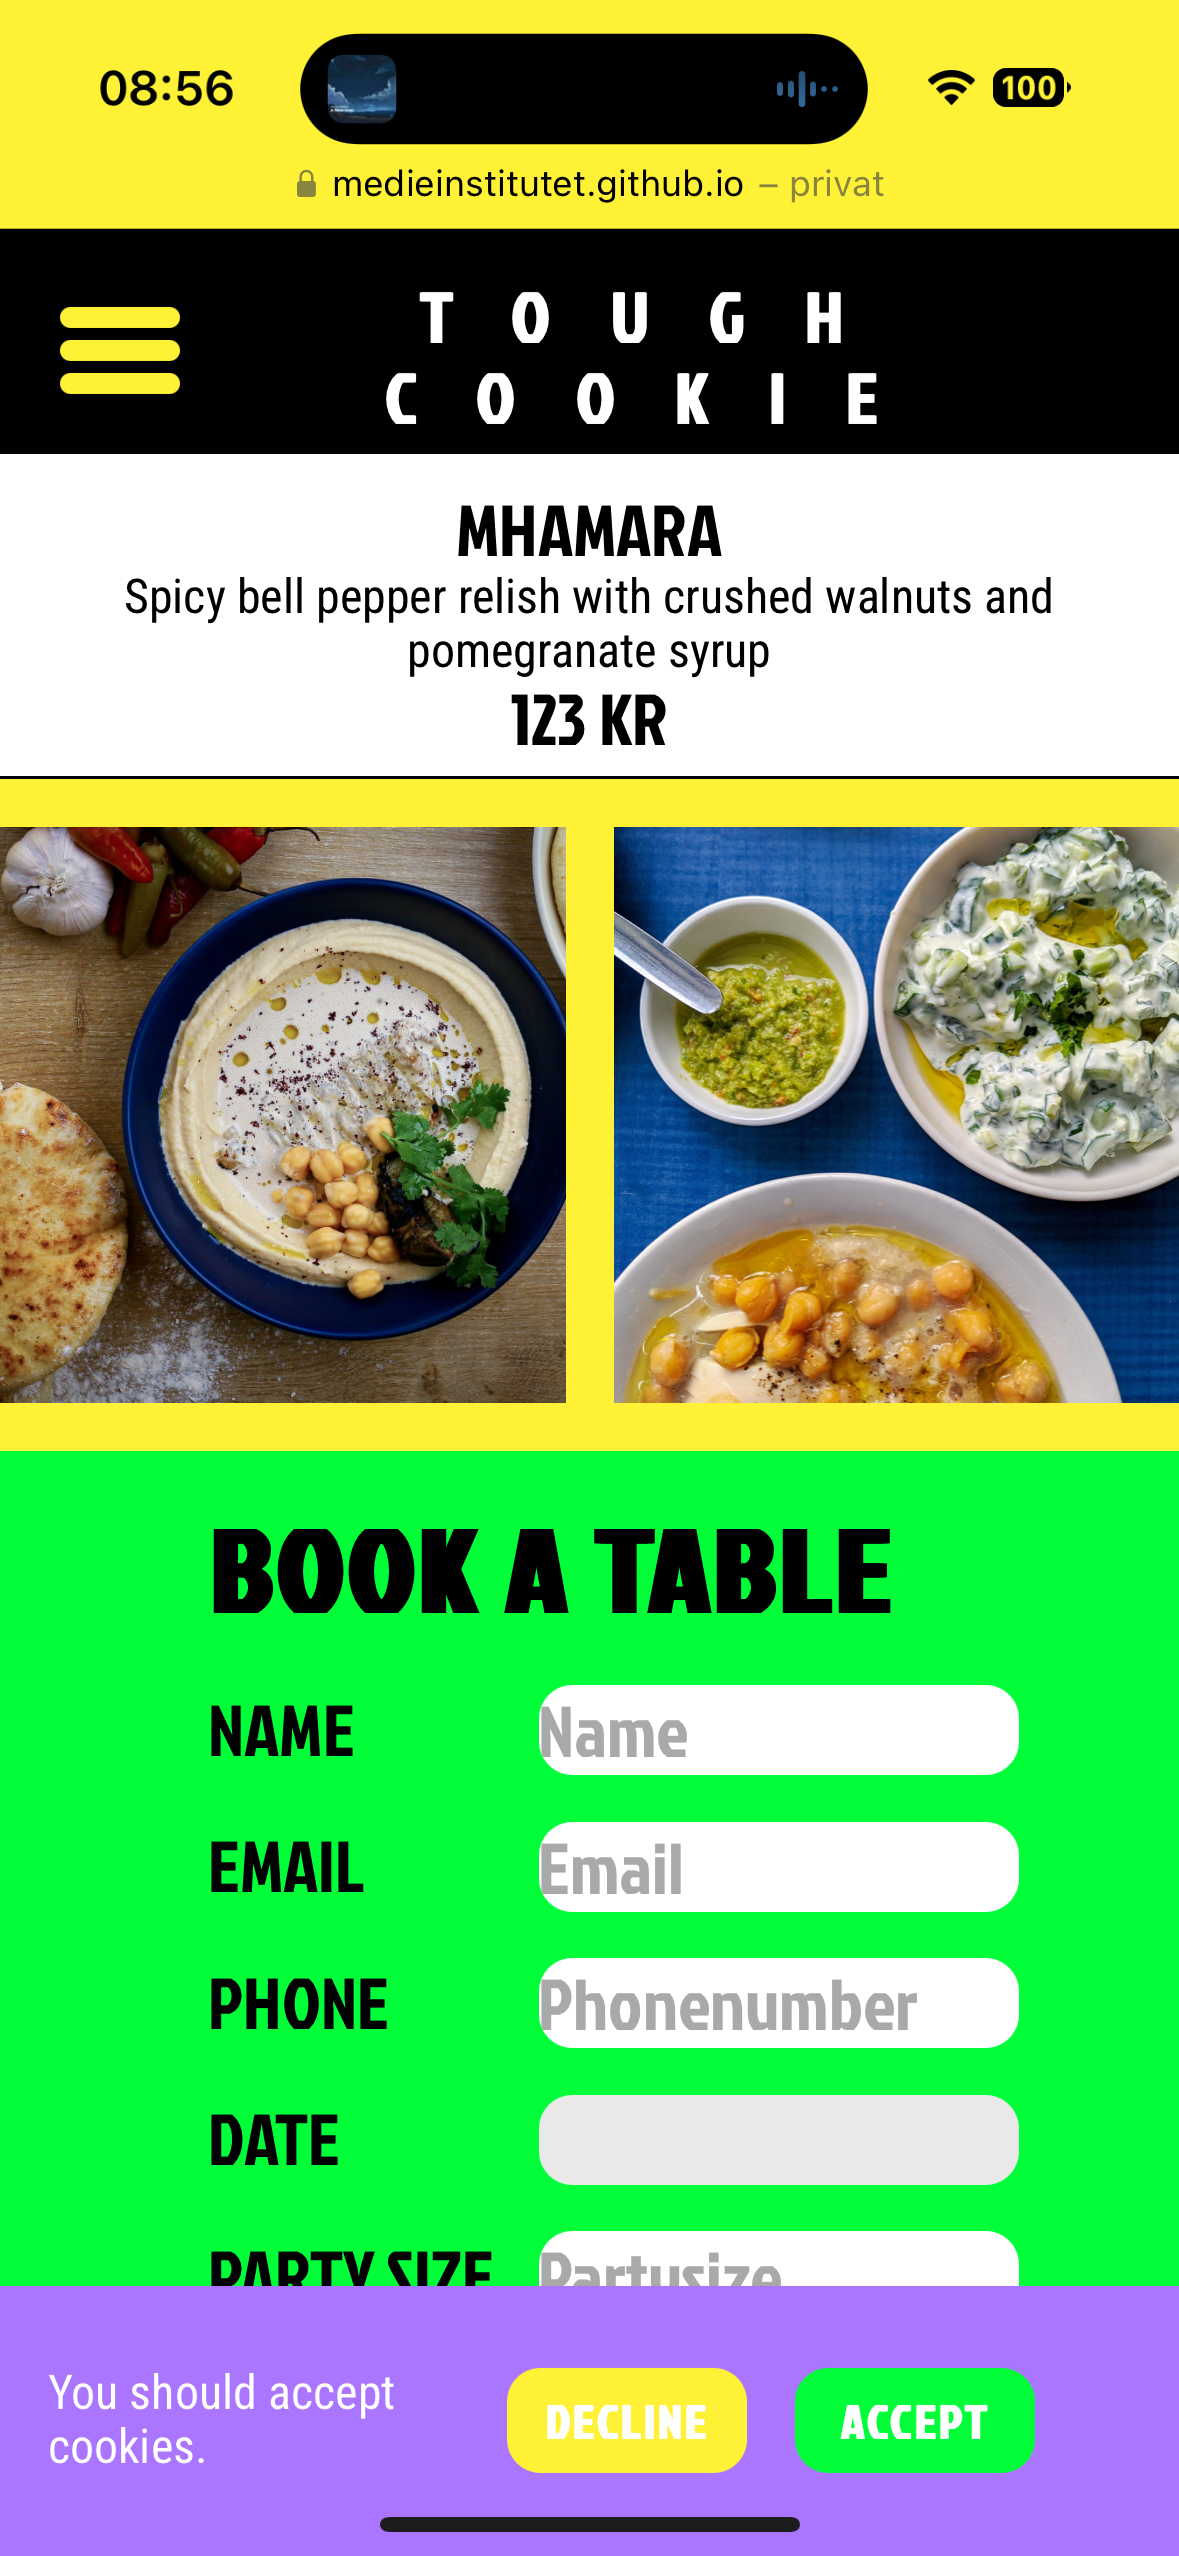 08:56
100
medieinstitutet.github.io – privat
TOUGH
COOKIE
MHAMARA
Spicy bell pepper relish with crushed walnuts and
pomegranate syrup
123 KR
BOOK A TABLE
NAME Name
EMAIL Email
PHONE Phonenumber
DATE
PARTY SIZE Partysize
You should accept
cookies.
DECLINE ACCEPT